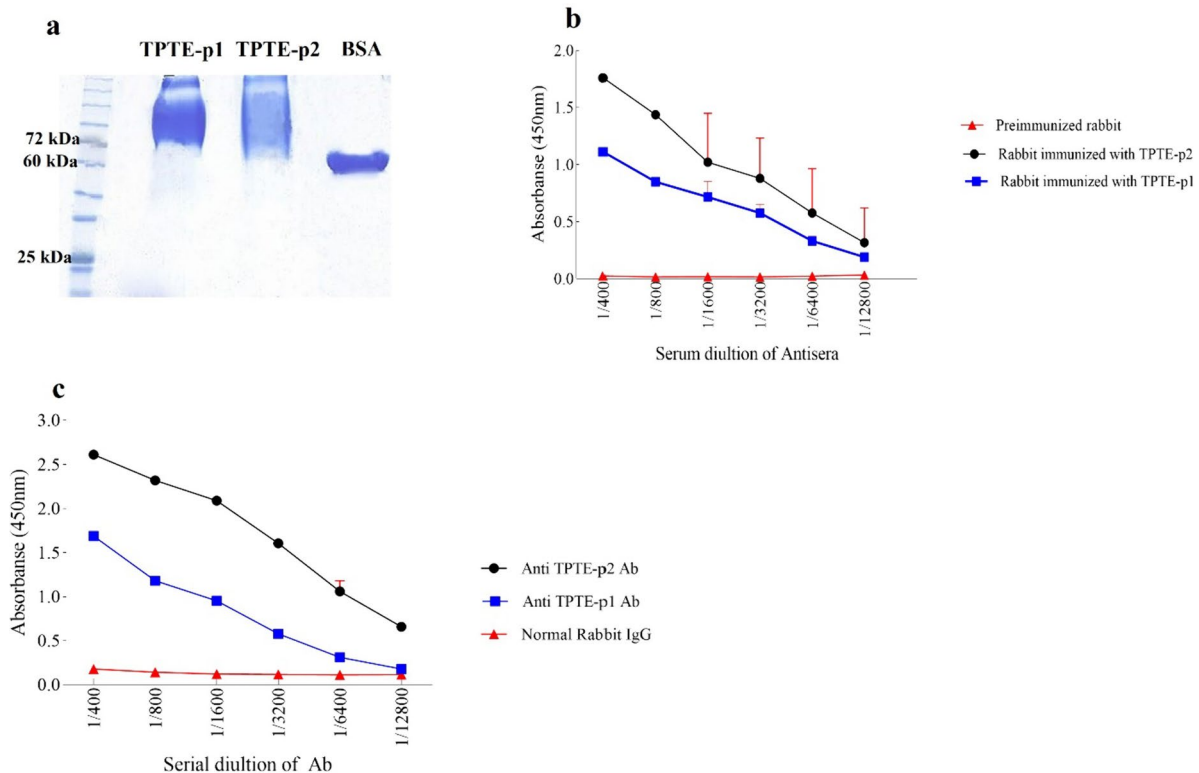 a
TPTE-p1 TPTE-p2 BSA
72 kDa
60 kDa
25 kDa
b
2.0
1.5
1.0
0.5
0.0
Absorbanse (450nm)
1/400 1/800 1/1600 1/3200 1/6400 1/12800
Serum diultion of Antisera
Preimmunized rabbit
Rabbit immunized with TPTE-p2
Rabbit immunized with TPTE-p1
c
3.0
2.5
2.0
1.5
1.0
0.5
0.0
Absorbanse (450nm)
1/400 1/800 1/1600 1/3200 1/6400 1/12800
Serial diultion of Ab
Anti TPTE-p2 Ab
Anti TPTE-p1 Ab
Normal Rabbit IgG